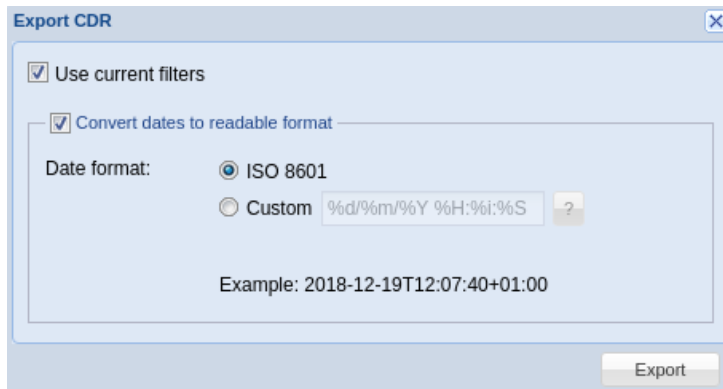 Export CDR
Use current filters
Convert dates to readable format
Date format:
ISO 8601
Custom %d/%m/%Y %H:%i:%S ?
Example: 2018-12-19T12:07:40+01:00
Export